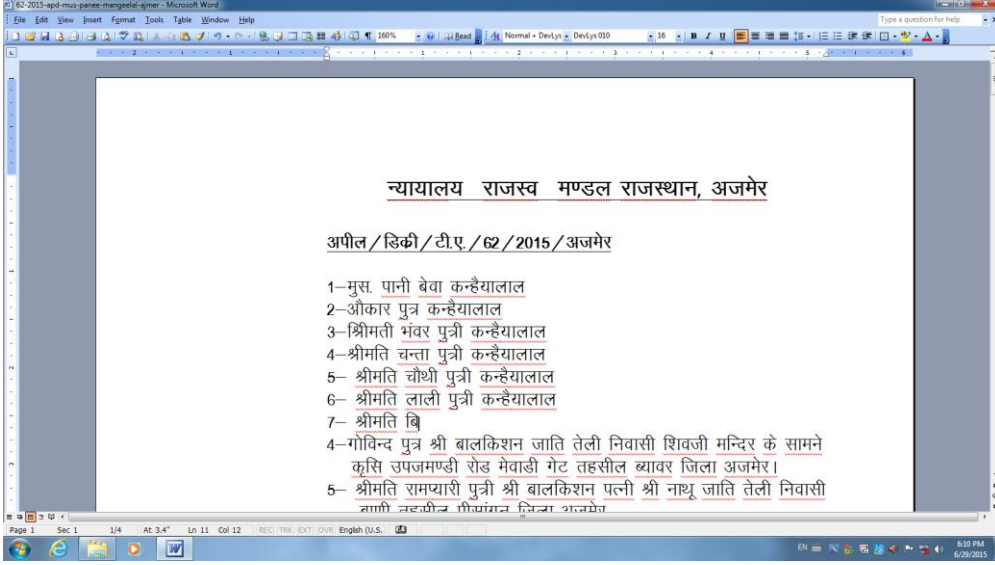 62-2015-apd-mus-panee-mangeelal-ajmer - Microsoft Word
File Edit View Insert Format Tools Table Window Help
Type a question for help
160% Read Normal + DevLys DevLys 010 16 B I U
न्यायालय राजस्व मण्डल राजस्थान, अजमेर
अपील/डिक्री/टी.ए./62/2015/अजमेर
1–मुस. पानी बेवा कन्हैयालाल
2–औकार पुत्र कन्हैयालाल
3–श्रिीमती भंवर पुत्री कन्हैयालाल
4–श्रीमति चन्ता पुत्री कन्हैयालाल
5– श्रीमति चौथी पुत्री कन्हैयालाल
6– श्रीमति लाली पुत्री कन्हैयालाल
7– श्रीमति बि
4–गोविन्द पुत्र श्री बालकिशन जाति तेली निवासी शिवजी मन्दिर के सामने
कृसि उपजमण्डी रोड मेवाडी गेट तहसील ब्यावर जिला अजमेर।
5– श्रीमति रामप्यारी पुत्री श्री बालकिशन पत्नी श्री नाथू जाति तेली निवासी
तहसील पीसांगन जिला अजमेर
Page 1 Sec 1 1/4 At 3.4" Ln 11 Col 12 REC TRK EXT OVR English (U.S.
EN 6:10 PM
6/29/2015